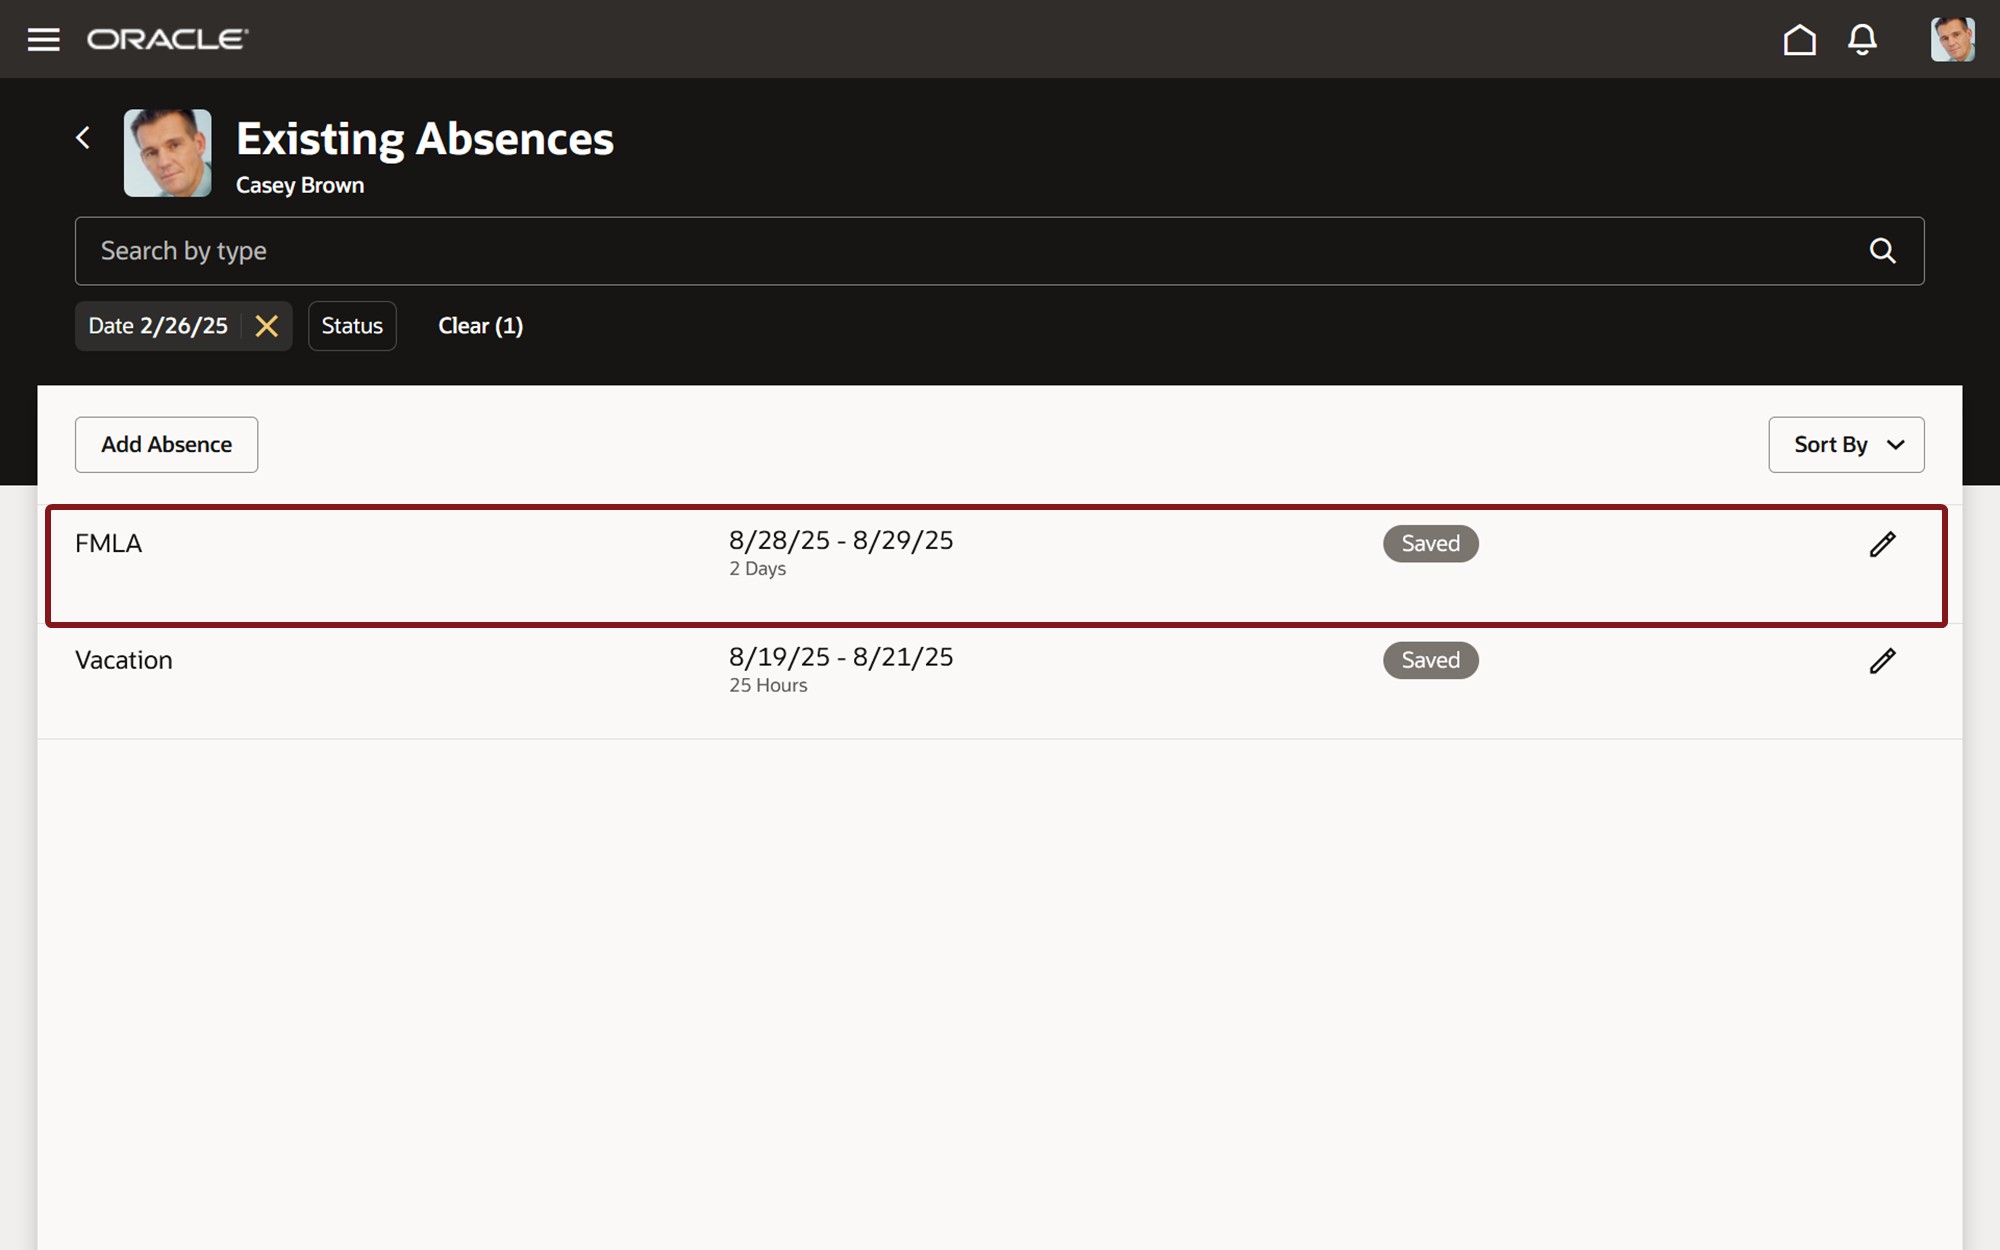 ORACLE
Existing Absences
Casey Brown
Search by type
Date 2/26/25
Status
Clear (1)
Add Absence
Sort By
FMLA
8/28/25 - 8/29/25
2 Days
Saved
Vacation
8/19/25 - 8/21/25
25 Hours
Saved